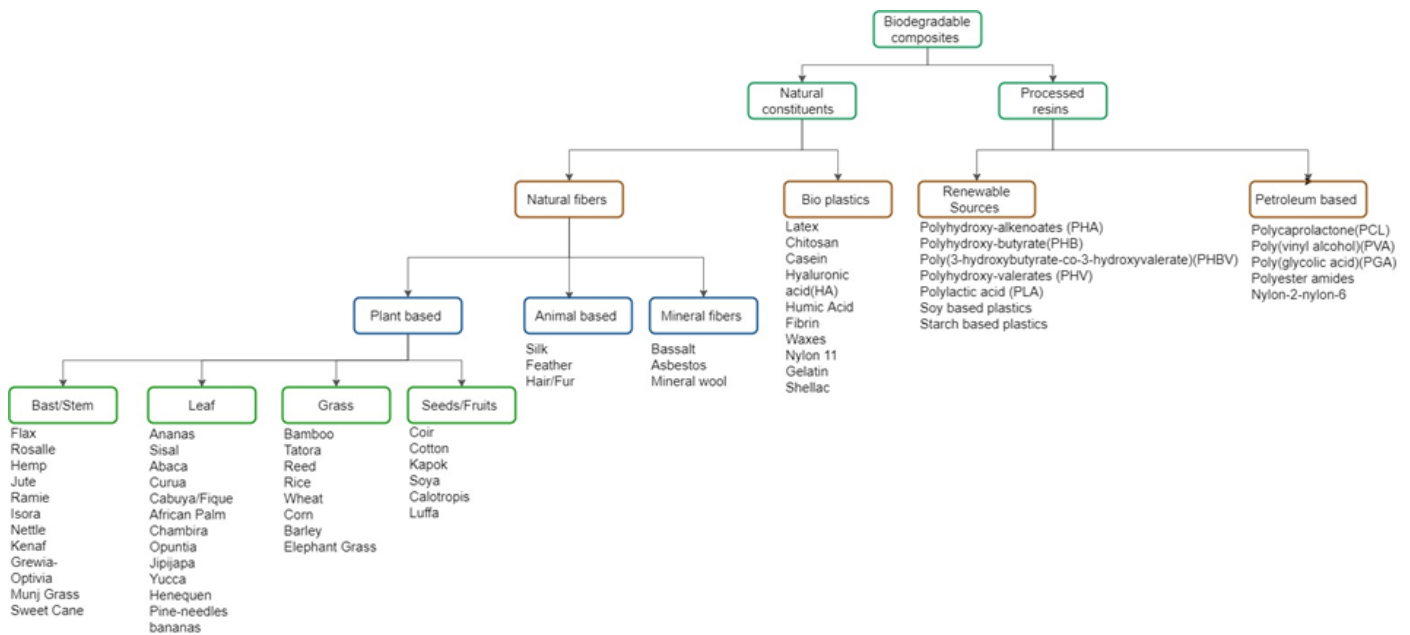 Biodegradable
composites
Natural
constituents
Processed
resins
Natural fibers
Bio plastics
Renewable
Sources
Petroleum based
Latex
Chitosan
Casein
Hyaluronic
acid(HA)
Humic Acid
Fibrin
Waxes
Nylon 11
Gelatin
Shellac
Polyhydroxy-alkenoates (PHA)
Polyhydroxy-butyrate(PHB)
Poly(3-hydroxybutyrate-co-3-hydroxyvalerate)(PHBV)
Polyhydroxy-valerates (PHV)
Polylactic acid (PLA)
Soy based plastics
Starch based plastics
Polycaprolactone(PCL)
Poly(vinyl alcohol)(PVA)
Poly(glycolic acid)(PGA)
Polyester amides
Nylon-2-nylon-6
Plant based
Animal based
Mineral fibers
Silk
Feather
Hair/Fur
Bassalt
Asbestos
Mineral wool
Bast/Stem
Leaf
Grass
Seeds/Fruits
Flax
Rosalle
Hemp
Jute
Ramie
Isora
Nettle
Kenaf
Grewia-
Optivia
Munj Grass
Sweet Cane
Ananas
Sisal
Abaca
Curua
Cabuya/Fique
African Palm
Chambira
Opuntia
Jipijapa
Yucca
Henequen
Pine-needles
bananas
Bamboo
Tatora
Reed
Rice
Wheat
Corn
Barley
Elephant Grass
Coir
Cotton
Kapok
Soya
Calotropis
Luffa